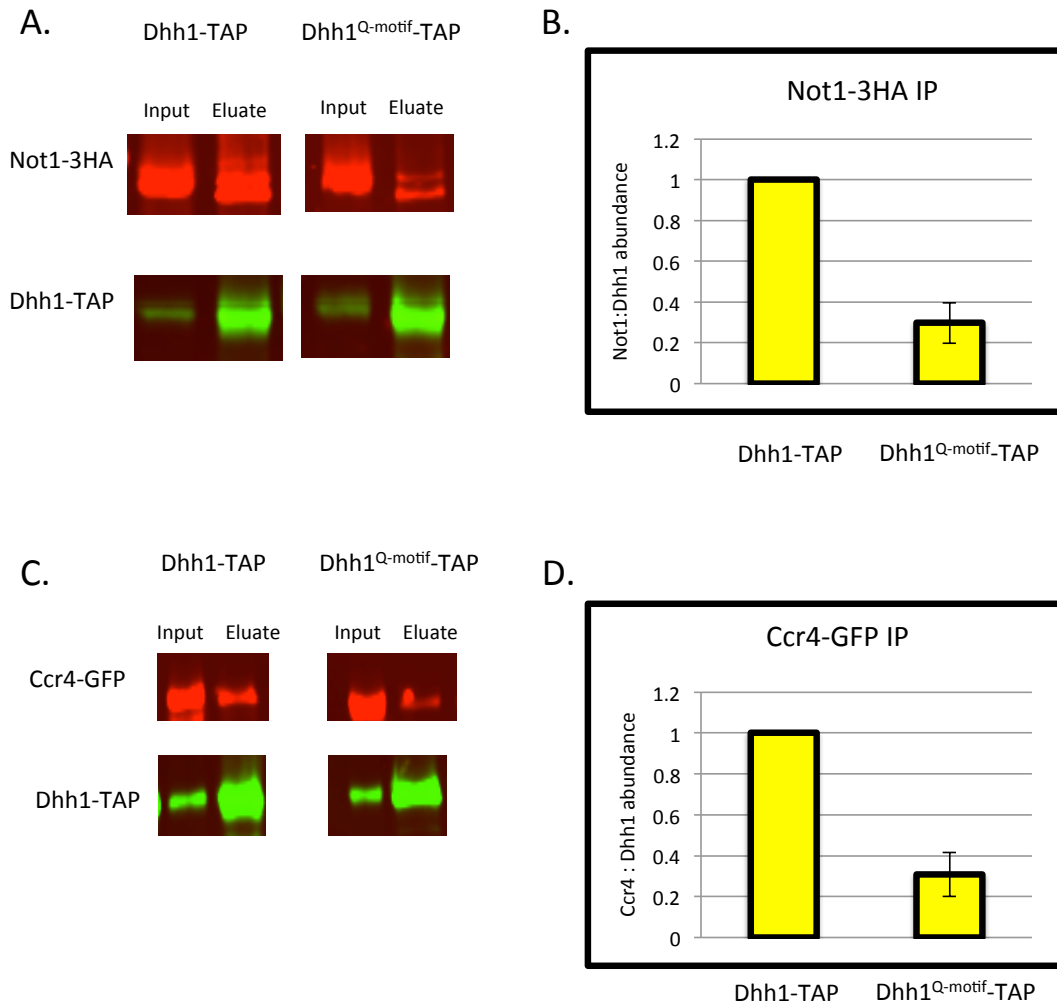 A.
Dhh1-TAP Dhh1Q-motif-TAP
Input Eluate Input Eluate
Not1-3HA
Dhh1-TAP
B.
Not1-3HA IP
Not1:Dhh1 abundance
1.2
1
0.8
0.6
0.4
0.2
0
Dhh1-TAP Dhh1Q-motif-TAP
C.
Dhh1-TAP Dhh1Q-motif-TAP
Input Eluate Input Eluate
Ccr4-GFP
Dhh1-TAP
D.
Ccr4-GFP IP
Ccr4 : Dhh1 abundance
1.2
1
0.8
0.6
0.4
0.2
0
Dhh1-TAP Dhh1Q-motif-TAP